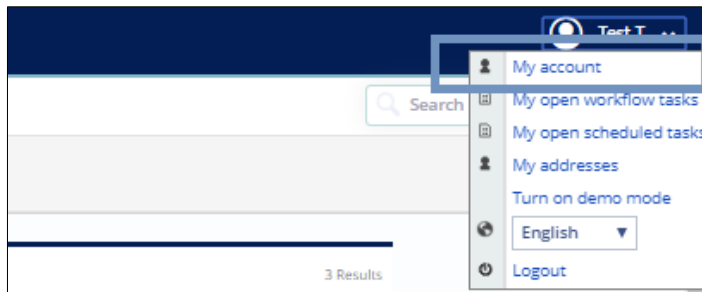 Test T
My account
Search
My open workflow tasks
My open scheduled tasks
My addresses
Turn on demo mode
English
3 Results
Logout